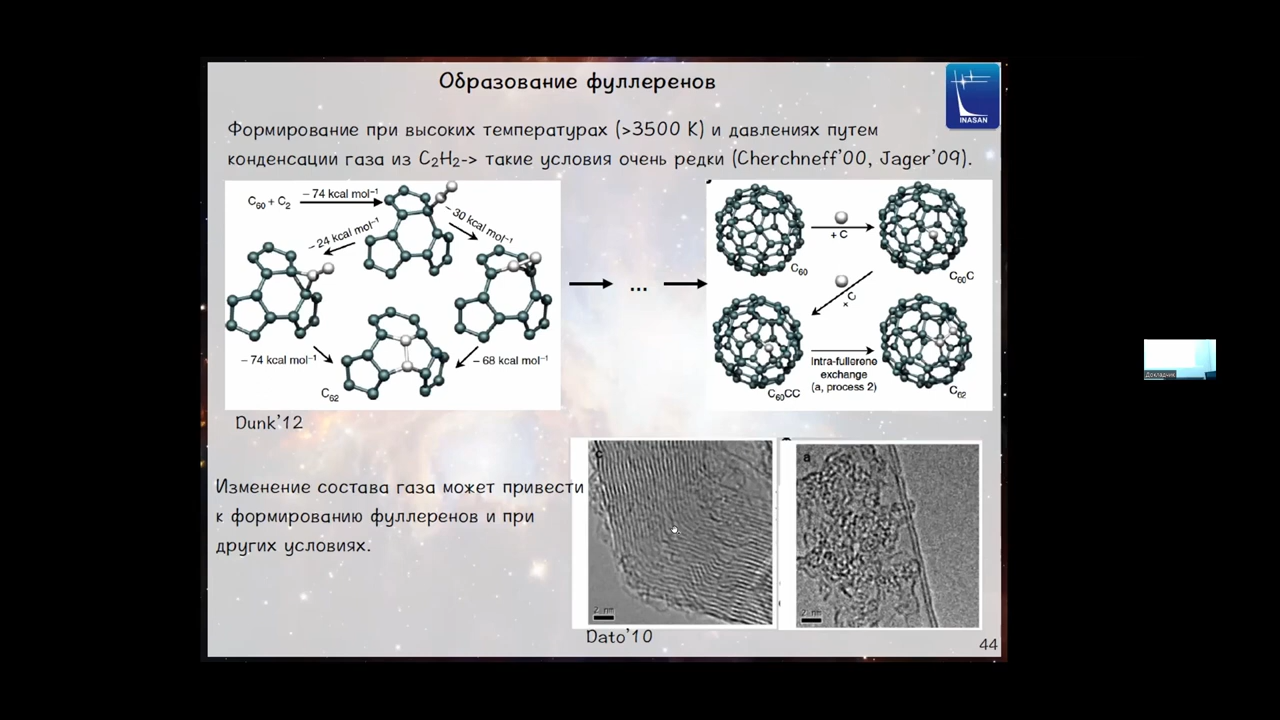 Образование фуллеренов
INASAN
Формирование при высоких температурах (>3500 K) и давлениях путем
конденсации газа из C₂H₂-> такие условия очень редки (Cherchneff'00, Jager'09).
C₆₀ + C₂
– 74 kcal mol⁻¹
– 24 kcal mol⁻¹
– 30 kcal mol⁻¹
– 74 kcal mol⁻¹
– 68 kcal mol⁻¹
C₆₂
...
C₆₀
+ C
C₆₀C
+ C
C₆₀CC
Intra-fullerene
exchange
(a, process 2)
C₆₂
Dunk'12
Изменение состава газа может привести
к формированию фуллеренов и при
других условиях.
c
2 nm
a
2 nm
Dato'10
44
Докладчик